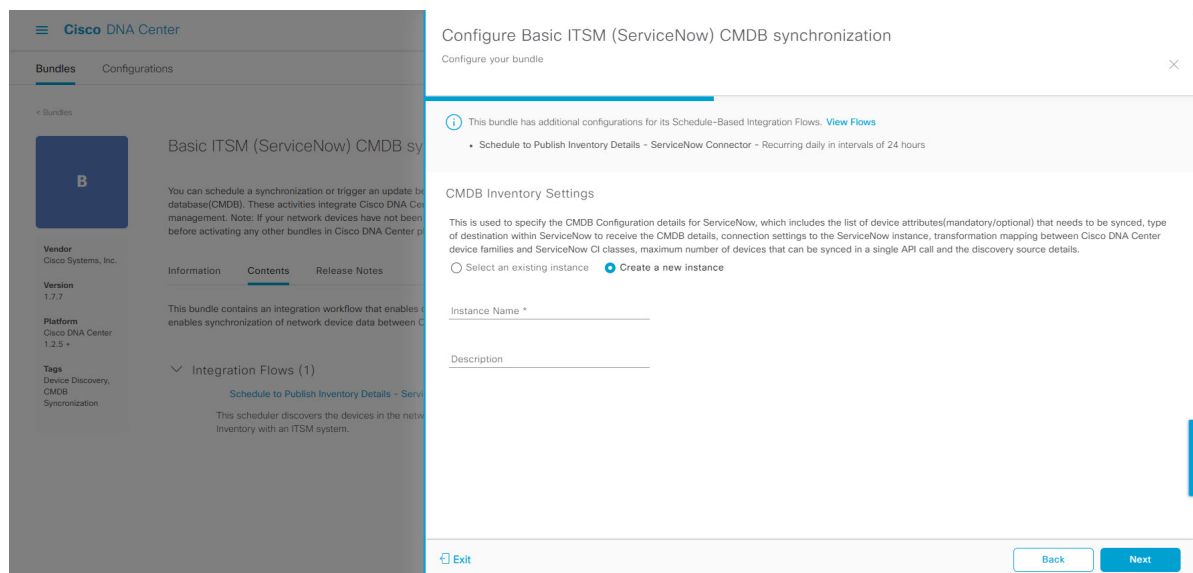 Cisco DNA Center
Bundles Configurations
< Bundles
B
Vendor
Cisco Systems, Inc.
Version
1.7.7
Platform
Cisco DNA Center
1.2.5 +
Tags
Device Discovery,
CMDB
Syncronization
Basic ITSM (ServiceNow) CMDB sy
You can schedule a synchronization or trigger an update be
database(CMDB). These activities integrate Cisco DNA Cen
management. Note: If your network devices have not been
before activating any other bundles in Cisco DNA Center p
Information Contents Release Notes
This bundle contains an integration workflow that enables
enables synchronization of network device data between C
Integration Flows (1)
Schedule to Publish Inventory Details - Servi
This scheduler discovers the devices in the netw
Inventory with an ITSM system.
Configure Basic ITSM (ServiceNow) CMDB synchronization
Configure your bundle
This bundle has additional configurations for its Schedule-Based Integration Flows. View Flows
• Schedule to Publish Inventory Details - ServiceNow Connector - Recurring daily in intervals of 24 hours
CMDB Inventory Settings
This is used to specify the CMDB Configuration details for ServiceNow, which includes the list of device attributes(mandatory/optional) that needs to be synced, type
of destination within ServiceNow to receive the CMDB details, connection settings to the ServiceNow instance, transformation mapping between Cisco DNA Center
device families and ServiceNow CI classes, maximum number of devices that can be synced in a single API call and the discovery source details.
Select an existing instance Create a new instance
Instance Name *
Description
Exit Back Next